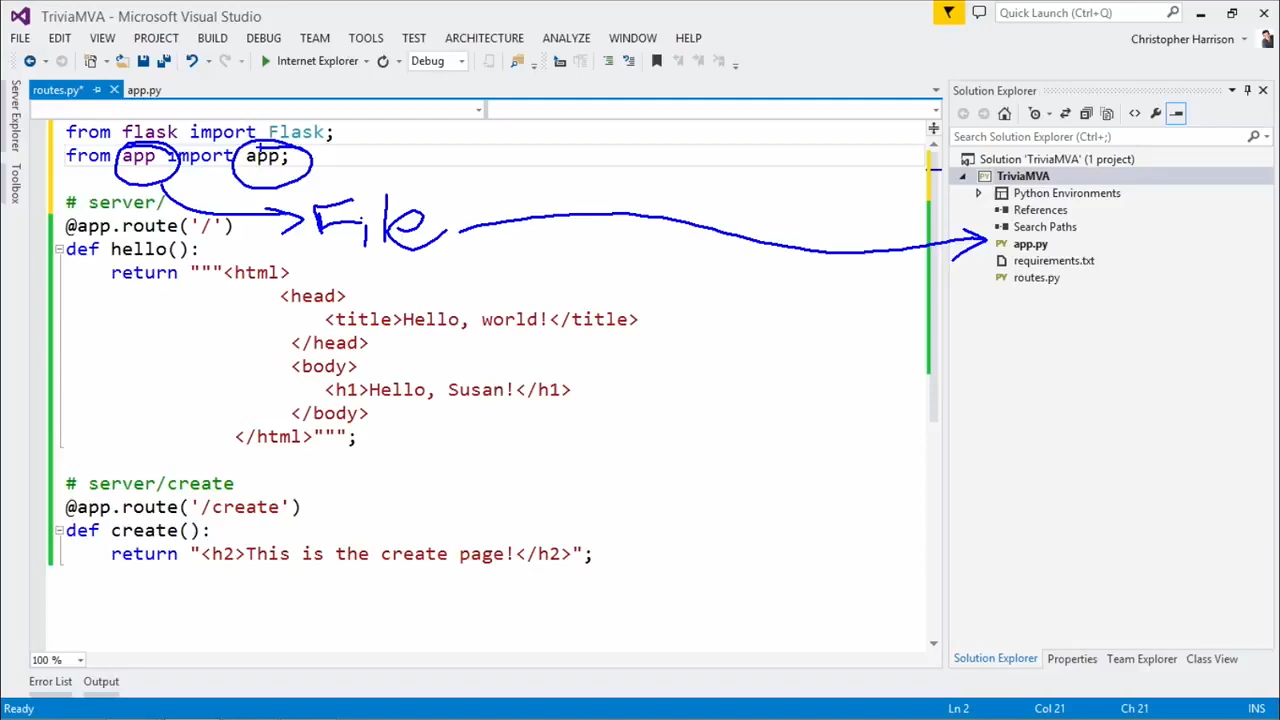 TriviaMVA - Microsoft Visual Studio
Quick Launch (Ctrl+Q)
FILE EDIT VIEW PROJECT BUILD DEBUG TEAM TOOLS TEST ARCHITECTURE ANALYZE WINDOW HELP
Christopher Harrison
Internet Explorer
Debug
Server Explorer
Toolbox
routes.py*
app.py
from flask import Flask;
from app import app;
File
# server/
@app.route('/')
def hello():
return """<html>
<head>
<title>Hello, world!</title>
</head>
<body>
<h1>Hello, Susan!</h1>
</body>
</html>""";
# server/create
@app.route('/create')
def create():
return "<h2>This is the create page!</h2>";
100 %
Error List Output
Solution Explorer
Search Solution Explorer (Ctrl+;)
Solution 'TriviaMVA' (1 project)
TriviaMVA
Python Environments
References
Search Paths
app.py
requirements.txt
routes.py
Solution Explorer Properties Team Explorer Class View
Ready
Ln 2 Col 21 Ch 21 INS